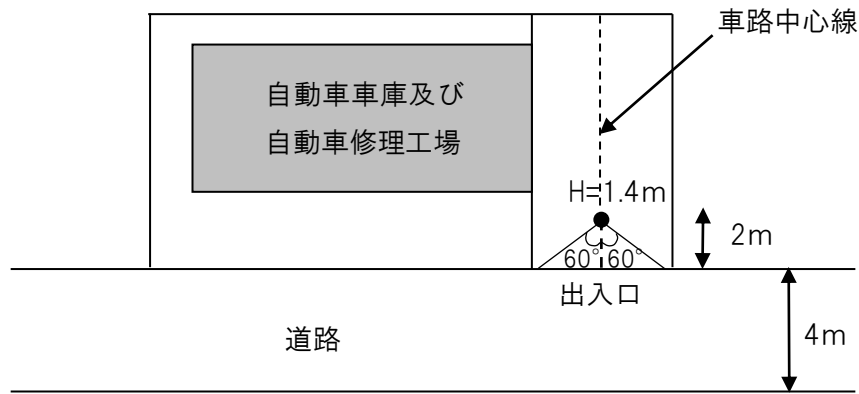 車路中心線
自動車車庫及び
自動車修理工場
H=1.4m
2m
60° 60°
出入口
道路
4m